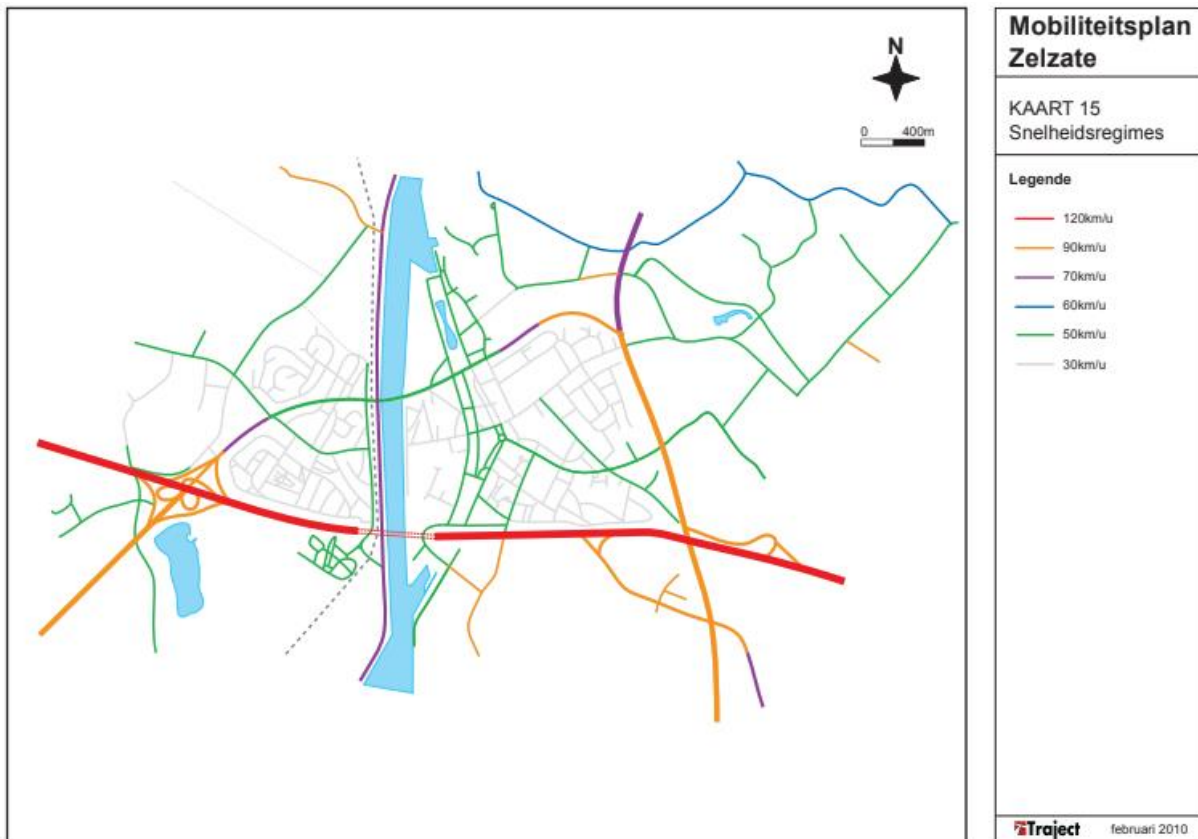 N
0 400m
Mobiliteitsplan
Zelzate
KAART 15
Snelheidsregimes
Legende
120km/u
90km/u
70km/u
60km/u
50km/u
30km/u
Traject februari 2010